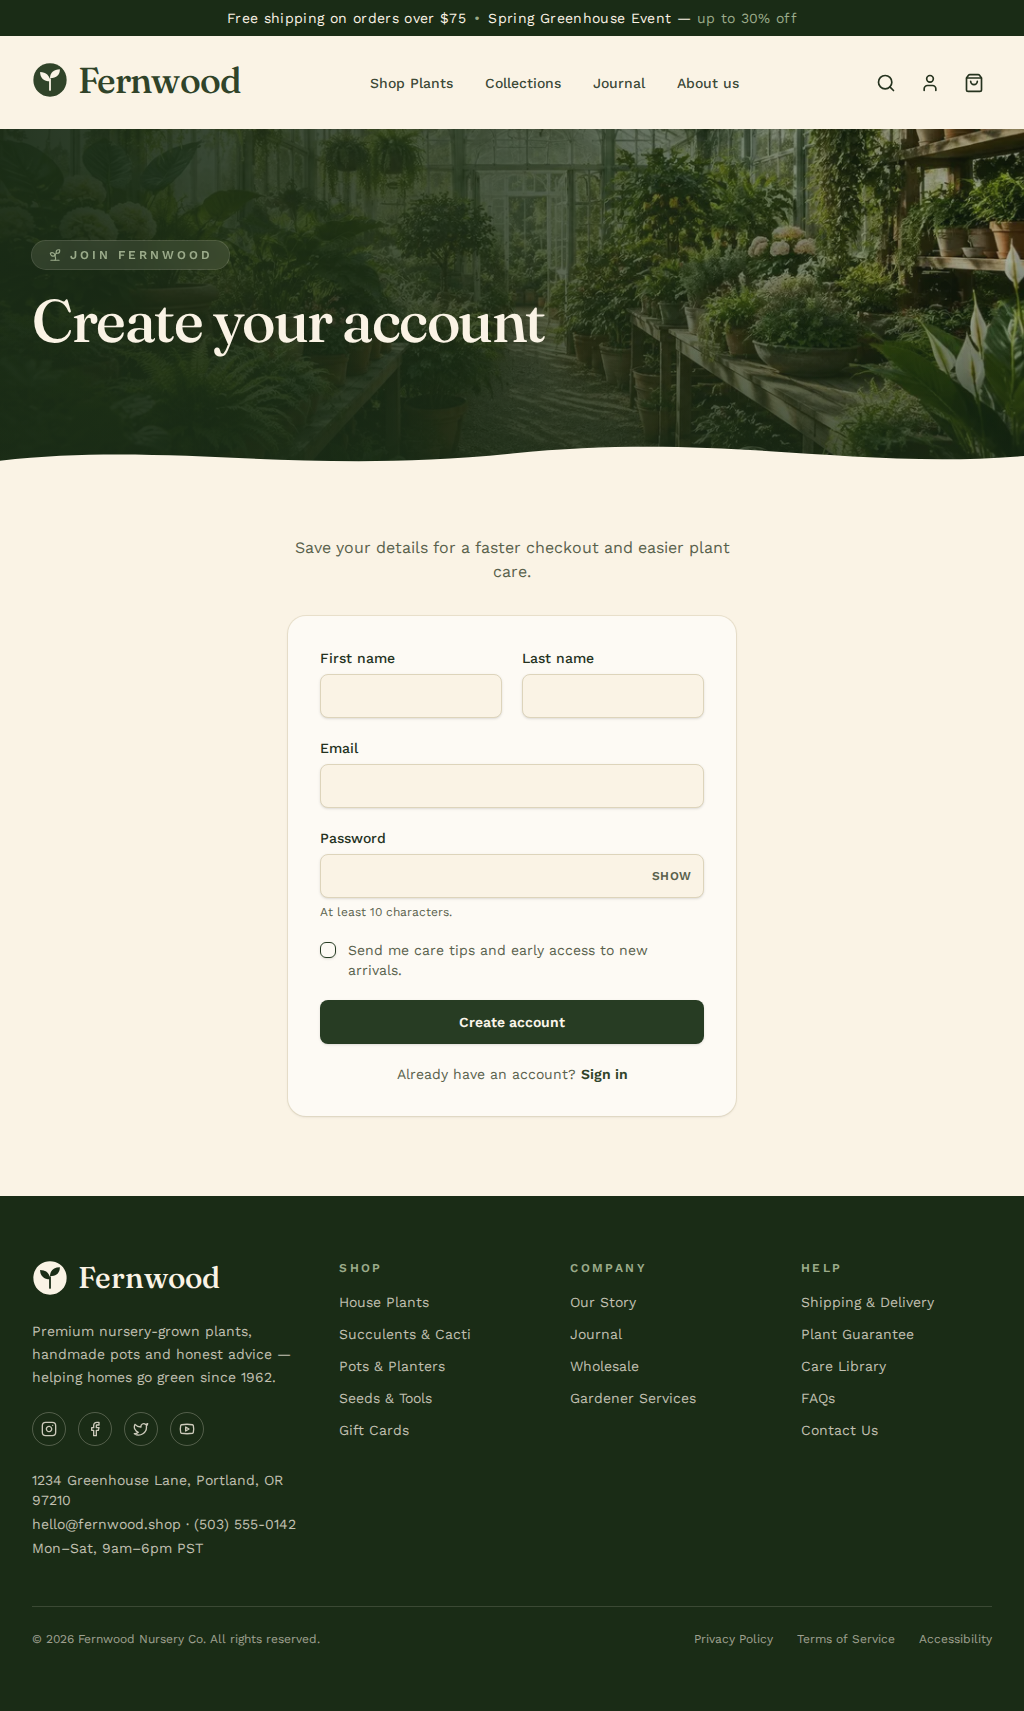 Free shipping on orders over $75 • Spring Greenhouse Event — up to 30% off
Fernwood
Shop Plants
Collections
Journal
About us
JOIN FERNWOOD
Create your account
Save your details for a faster checkout and easier plant
care.
First name
Last name
Email
Password
SHOW
At least 10 characters.
Send me care tips and early access to new
arrivals.
Create account
Already have an account? Sign in
Fernwood
Premium nursery-grown plants,
handmade pots and honest advice —
helping homes go green since 1962.
1234 Greenhouse Lane, Portland, OR
97210
hello@fernwood.shop · (503) 555-0142
Mon–Sat, 9am–6pm PST
SHOP
House Plants
Succulents & Cacti
Pots & Planters
Seeds & Tools
Gift Cards
COMPANY
Our Story
Journal
Wholesale
Gardener Services
HELP
Shipping & Delivery
Plant Guarantee
Care Library
FAQs
Contact Us
© 2026 Fernwood Nursery Co. All rights reserved.
Privacy Policy
Terms of Service
Accessibility